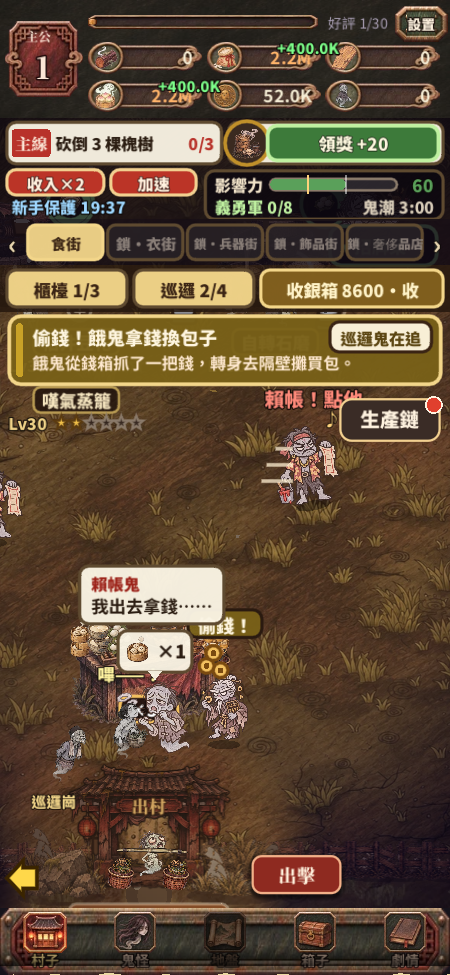 主公
1
好評 1/30
設置
0
+400.0K
2.2M
0
+400.0K
2.2M
52.0K
0
主線 砍倒 3 棵槐樹 0/3
領獎 +20
收入×2
加速
影響力 60
新手保護 19:37
義勇軍 0/8
鬼潮 3:00
‹
食街
鎖・衣街
鎖・兵器街
鎖・飾品街
鎖・奢侈品店
›
櫃檯 1/3
巡邏 2/4
收銀箱 8600・收
偷錢！餓鬼拿錢換包子
巡邏鬼在追
餓鬼從錢箱抓了一把錢，轉身去隔壁攤買包。
嘆氣蒸籠
Lv30
賴帳！點他
生產鏈
賴帳鬼
我出去拿錢……
偷錢！
×1
嗶——
巡邏崗
出村
出擊
村子
鬼怪
地盤
箱子
劇情